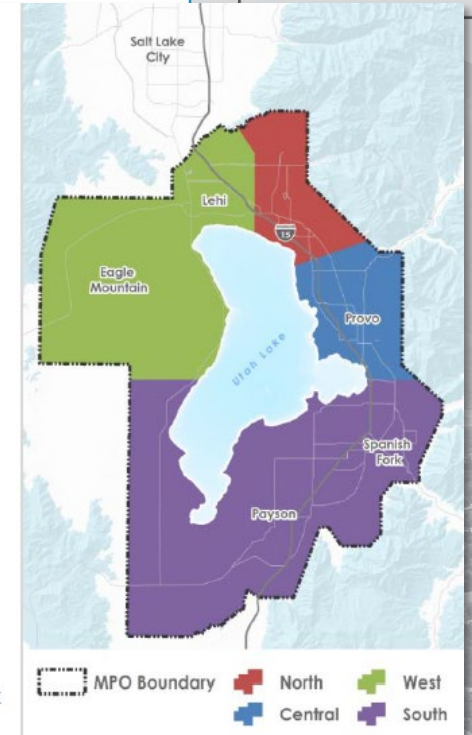 Salt Lake
City
Lehi
INTERSTATE
15
Eagle
Mountain
Provo
Utah Lake
Spanish
Fork
Payson
MPO Boundary
North
West
Central
South